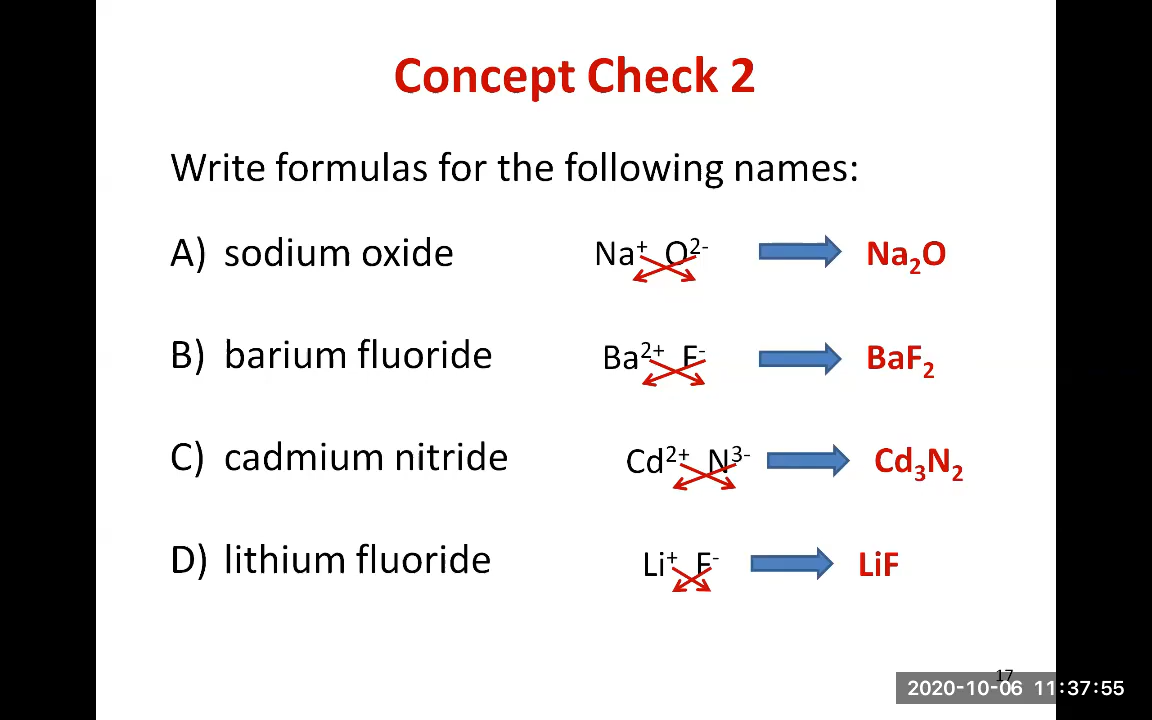 Concept Check 2
Write formulas for the following names:
A) sodium oxide Na⁺ O²⁻ Na₂O
B) barium fluoride Ba²⁺ F⁻ BaF₂
C) cadmium nitride Cd²⁺ N³⁻ Cd₃N₂
D) lithium fluoride Li⁺ F⁻ LiF
17
2020-10-06 11:37:55